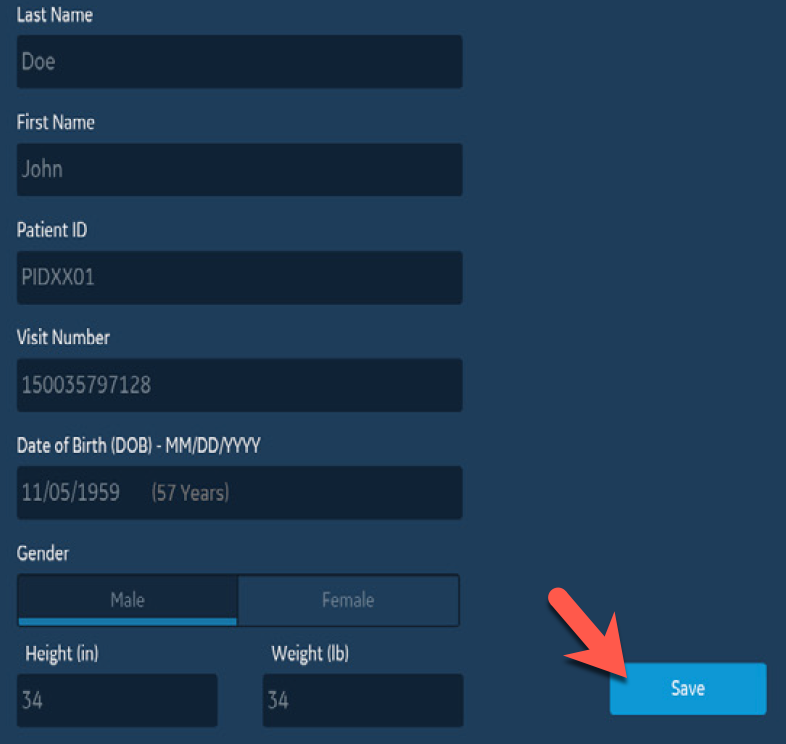 Last Name
Doe
First Name
John
Patient ID
PIDXX01
Visit Number
150035797128
Date of Birth (DOB) - MM/DD/YYYY
11/05/1959 (57 Years)
Gender
Male Female
Height (in) Weight (lb)
34 34 Save